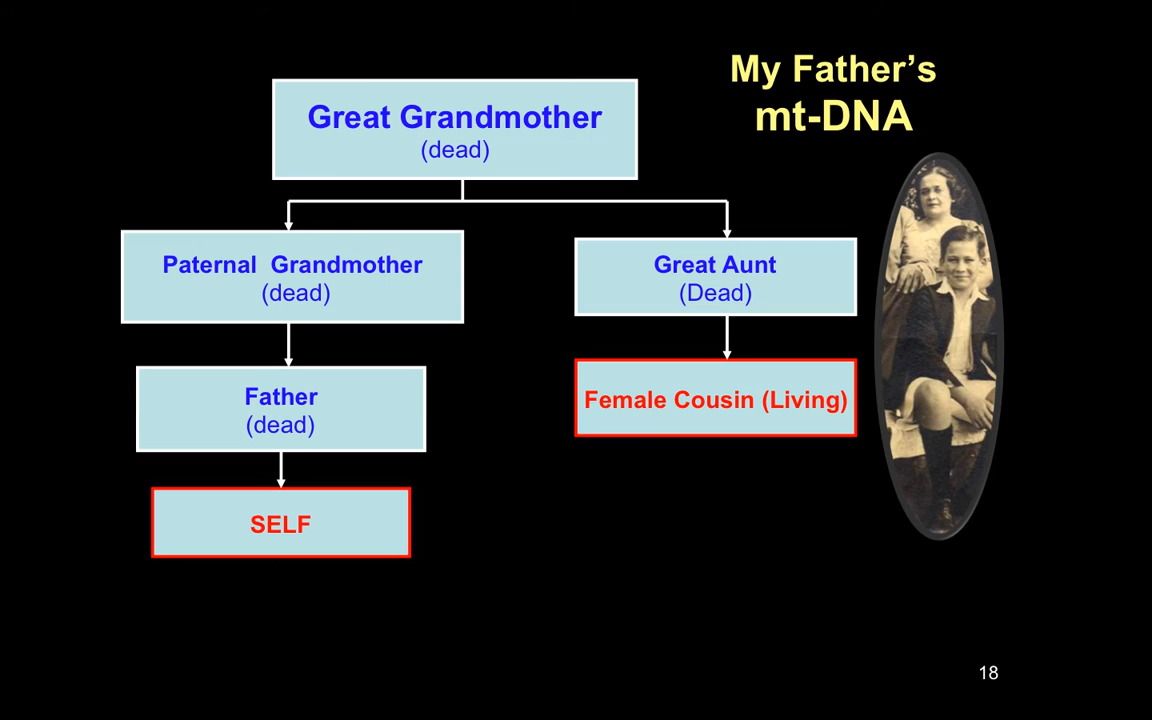 My Father’s
mt-DNA
Great Grandmother
(dead)
Paternal  Grandmother
(dead)
Great Aunt
(Dead)
Father
(dead)
Female Cousin (Living)
SELF
18